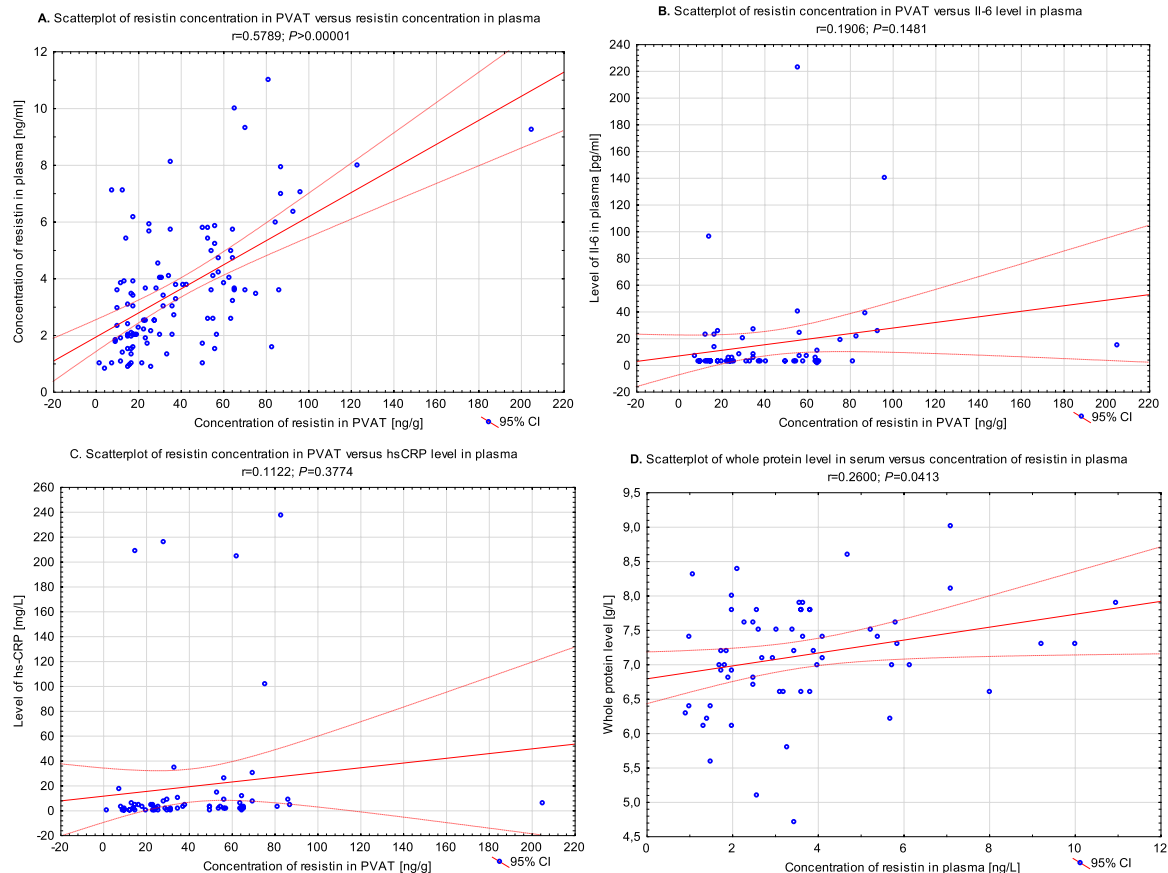 A. Scatterplot of resistin concentration in PVAT versus resistin concentration in plasma
r=0.5789; P>0.00001
12
10
8
6
4
2
0
Concentration of resistin in plasma [ng/ml]
-20 0 20 40 60 80 100 120 140 160 180 200 220
Concentration of resistin in PVAT [ng/g]
95% CI
B. Scatterplot of resistin concentration in PVAT versus Il-6 level in plasma
r=0.1906; P=0.1481
240
220
200
180
160
140
120
100
80
60
40
20
0
-20
Level of Il-6 in plasma [pg/ml]
-20 0 20 40 60 80 100 120 140 160 180 200 220
Concentration of resistin in PVAT [ng/g]
95% CI
C. Scatterplot of resistin concentration in PVAT versus hsCRP level in plasma
r=0.1122; P=0.3774
260
240
220
200
180
160
140
120
100
80
60
40
20
0
-20
Level of hs-CRP [mg/L]
-20 0 20 40 60 80 100 120 140 160 180 200 220
Concentration of resistin in PVAT [ng/g]
95% CI
D. Scatterplot of whole protein level in serum versus concentration of resistin in plasma
r=0.2600; P=0.0413
9,5
9,0
8,5
8,0
7,5
7,0
6,5
6,0
5,5
5,0
4,5
Whole protein level [g/L]
0 2 4 6 8 10 12
Concentration of resistin in plasma [ng/L]
95% CI